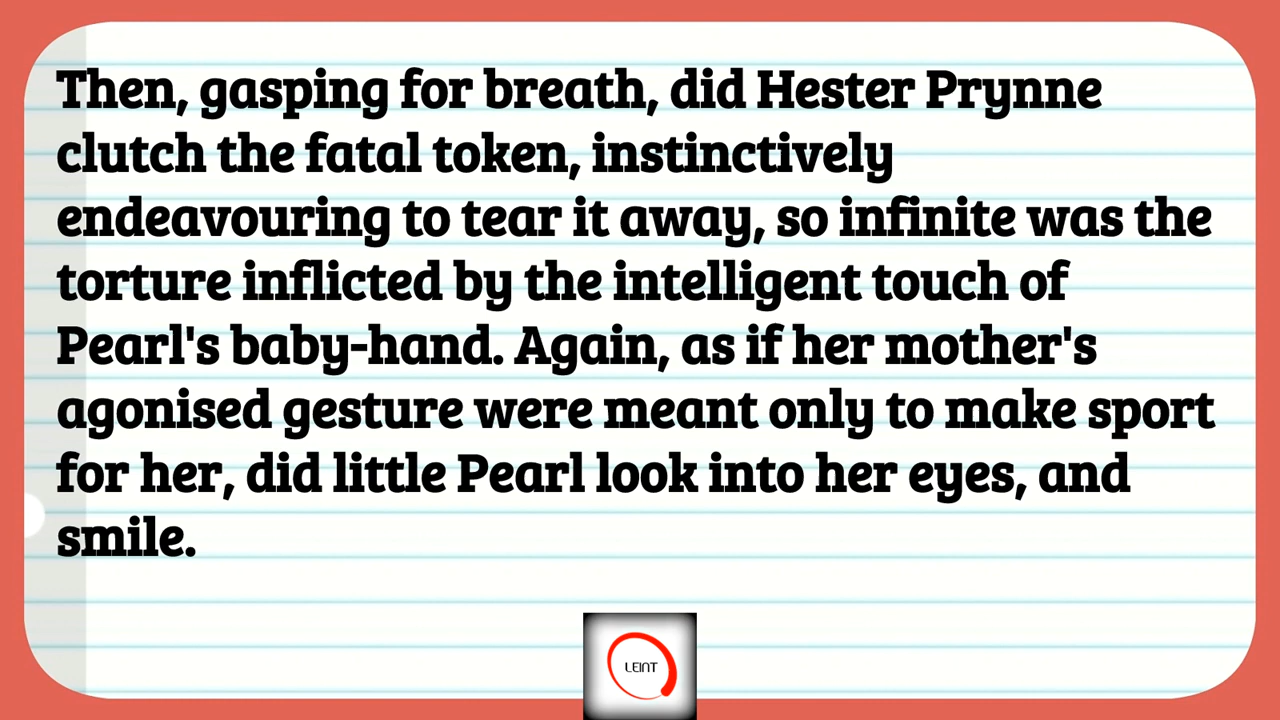 Then, gasping for breath, did Hester Prynne
clutch the fatal token, instinctively
endeavouring to tear it away, so infinite was the
torture inflicted by the intelligent touch of
Pearl's baby-hand. Again, as if her mother's
agonised gesture were meant only to make sport
for her, did little Pearl look into her eyes, and
smile.
LEINT